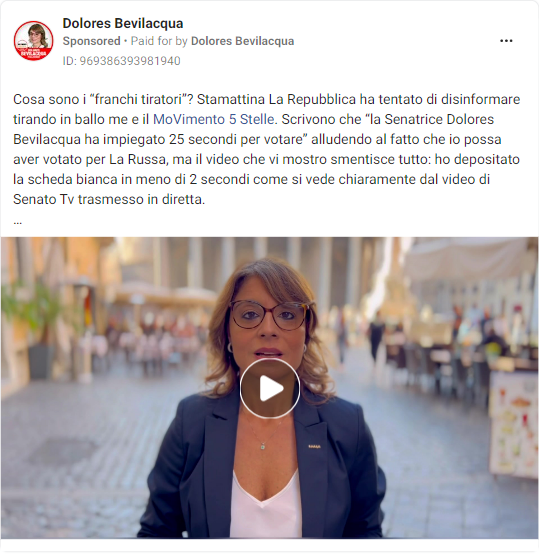 Dolores Bevilacqua
Sponsored • Paid for by Dolores Bevilacqua
ID: 969386393981940
Cosa sono i “franchi tiratori”? Stamattina La Repubblica ha tentato di disinformare
tirando in ballo me e il MoVimento 5 Stelle. Scrivono che “la Senatrice Dolores
Bevilacqua ha impiegato 25 secondi per votare” alludendo al fatto che io possa
aver votato per La Russa, ma il video che vi mostro smentisce tutto: ho depositato
la scheda bianca in meno di 2 secondi come si vede chiaramente dal video di
Senato Tv trasmesso in diretta.
...